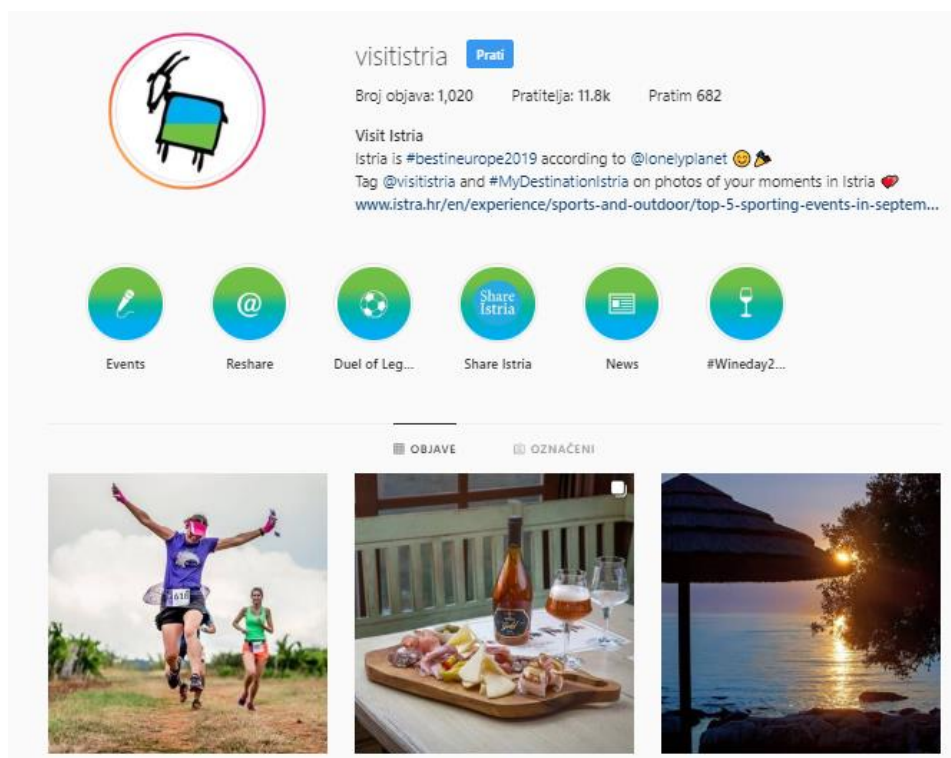 visitistria Prati
Broj objava: 1,020 Pratitelja: 11.8k Pratim 682
Visit Istria
Istria is #bestineurope2019 according to @lonelyplanet
Tag @visitistria and #MyDestinationIstria on photos of your moments in Istria
www.istra.hr/en/experience/sports-and-outdoor/top-5-sporting-events-in-septem...
@
Share
Istria
Events Reshare Duel of Leg... Share Istria News #Wineday2...
OBJAVE OZNAČENI
616